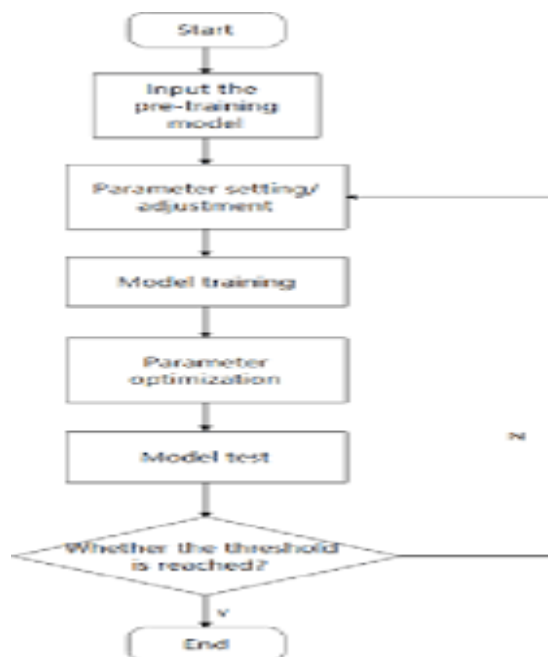 Start
Input the
pre-training
model
Parameter setting/
adjustment
Model training
Parameter
optimization
Model test
N
Whether the threshold
is reached?
Y
End